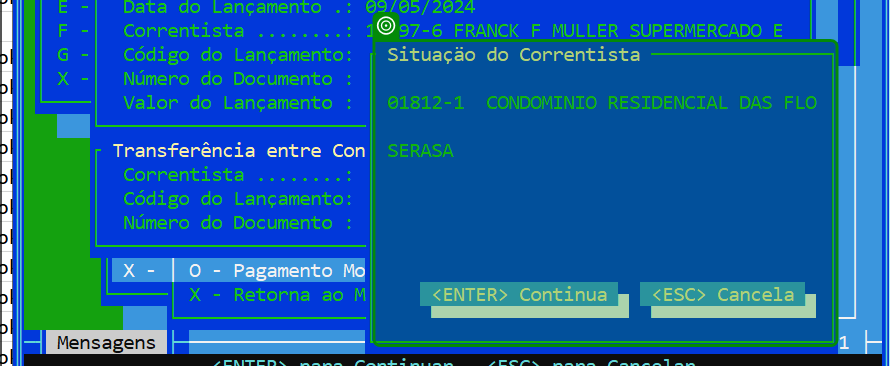 E - Data do Lançamento .: 09/05/2024
F - Correntista ........: 1 97-6 FRANCK F MULLER SUPERMERCADO E
G - Código do Lançamento:
X - Número do Documento :
Valor do Lançamento :
Situação do Correntista
01812-1 CONDOMINIO RESIDENCIAL DAS FLO
SERASA
<ENTER> Continua <ESC> Cancela
Transferência entre Con
Correntista ........:
Código do Lançamento:
Número do Documento :
X - O - Pagamento Mo
X - Retorna ao M
Mensagens 1
<ENTER> para Continuar <ESC> para Cancelar